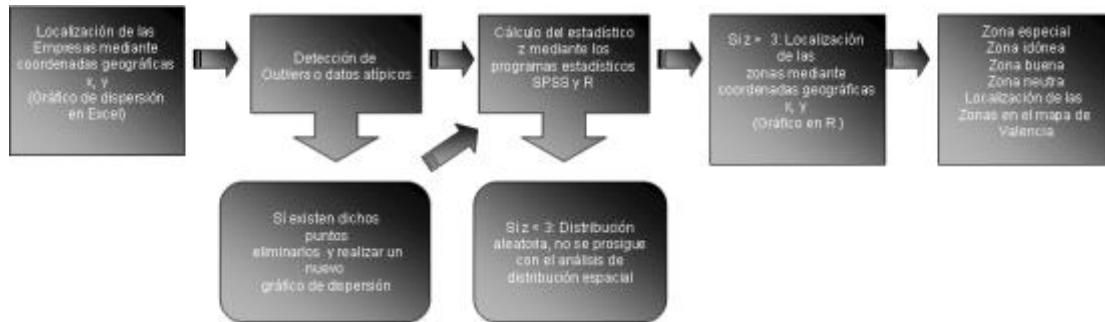 Localización de las
Empresas mediante
coordenadas geográficas
x, y
(Gráfico de dispersión
en Excel)
Detección de
Outliers o datos atípicos
Cálculo del estadístico
z mediante los
programas estadísticos
SPSS y R
Si z > 3: Localización
de las
zonas mediante
coordenadas geográficas
x, y
(Gráfico en R.)
Zona especial
Zona idónea
Zona buena
Zona neutra
Localización de las
Zonas en el mapa de
Valencia
Si existen dichos
puntos
eliminarlos y realizar un
nuevo
gráfico de dispersión
Si z < 3: Distribución
aleatoria, no se prosigue
con el análisis de
distribución espacial